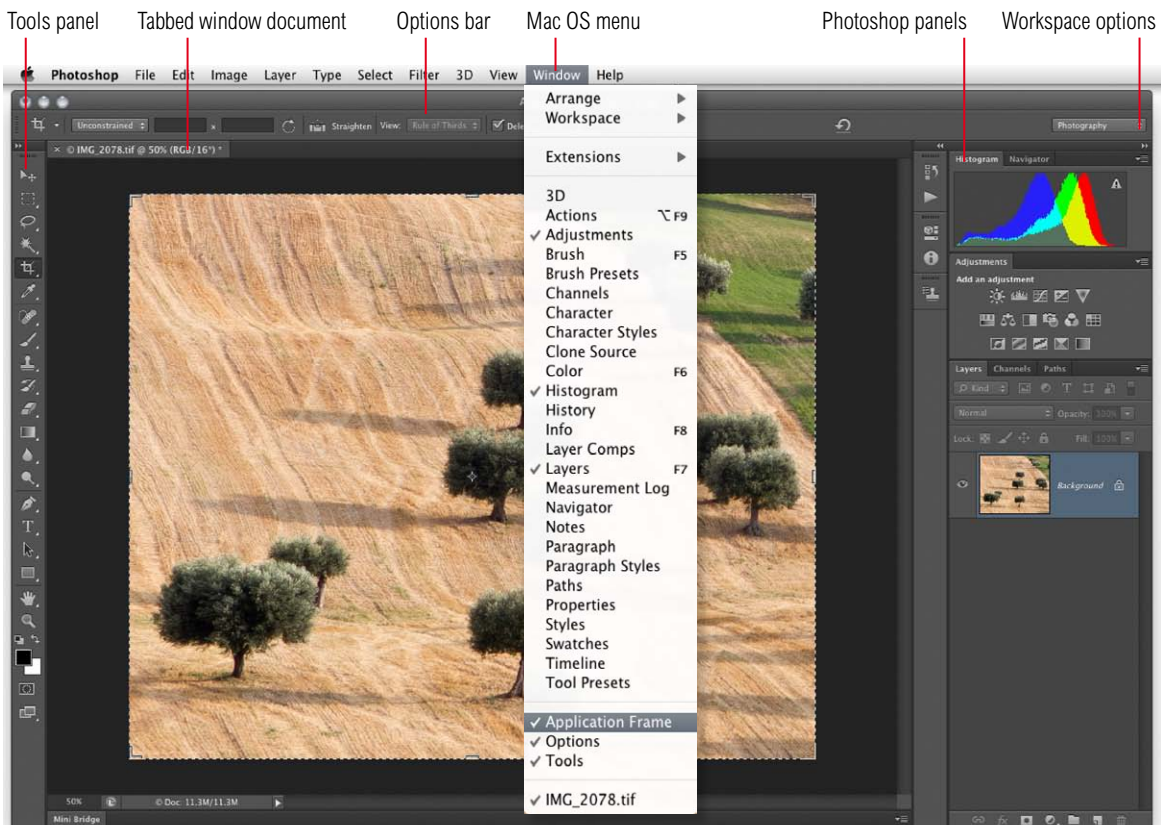 Tools panel Tabbed window document Options bar Mac OS menu Photoshop panels Workspace options
Photoshop File Edit Image Layer Type Select Filter 3D View Window Help
Unconstrained x Straighten View: Rule of Thirds Dele Photography
× © IMG_2078.tif @ 50% (RGB/16*) *
Arrange
Workspace
Extensions
3D
Actions ⌥F9
✓ Adjustments
Brush F5
Brush Presets
Channels
Character
Character Styles
Clone Source
Color F6
✓ Histogram
History
Info F8
Layer Comps
✓ Layers F7
Measurement Log
Navigator
Notes
Paragraph
Paragraph Styles
Paths
Properties
Styles
Swatches
Timeline
Tool Presets
✓ Application Frame
✓ Options
✓ Tools
✓ IMG_2078.tif
Histogram Navigator
Adjustments
Add an adjustment
Layers Channels Paths
Kind
Normal Opacity: 100%
Lock: Fill: 100%
Background
50% © Doc: 11.3M/11.3M
Mini Bridge